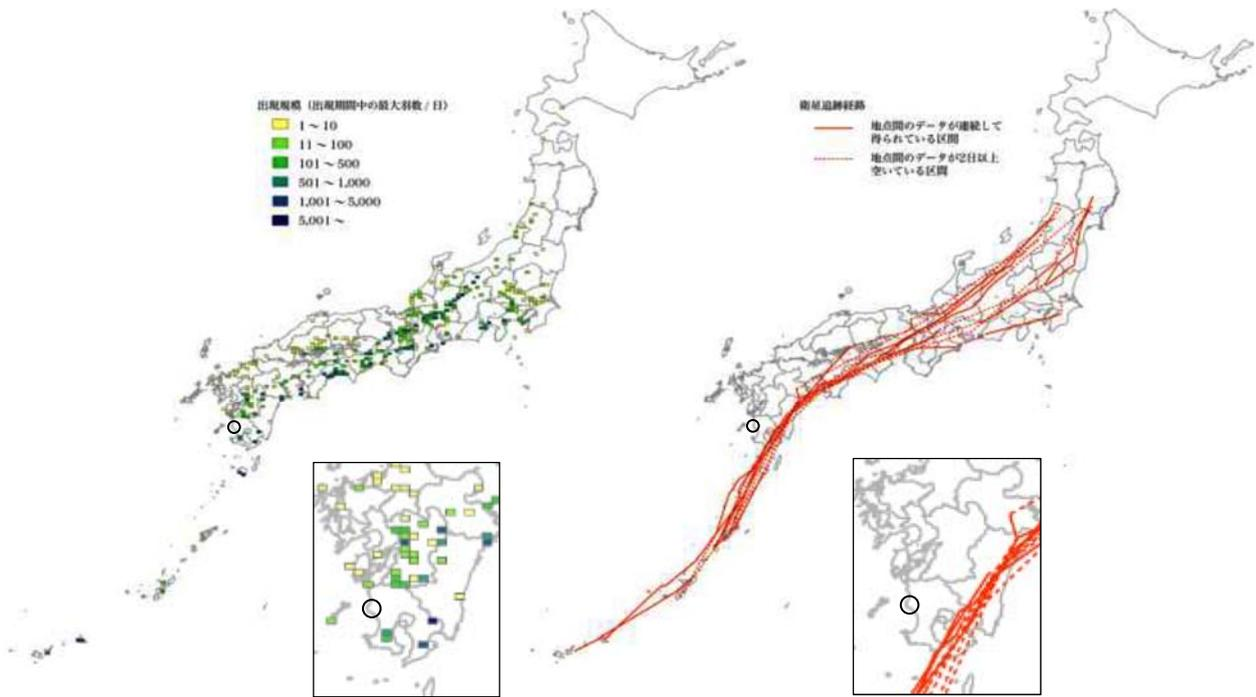 出現規模（出現期間中の最大羽数 / 日）
1 ～ 10
11 ～ 100
101 ～ 500
501 ～ 1,000
1,001 ～ 5,000
5,001 ～
衛星追跡経路
地点間のデータが連続して
得られている区間
地点間のデータが2日以上
空いている区間